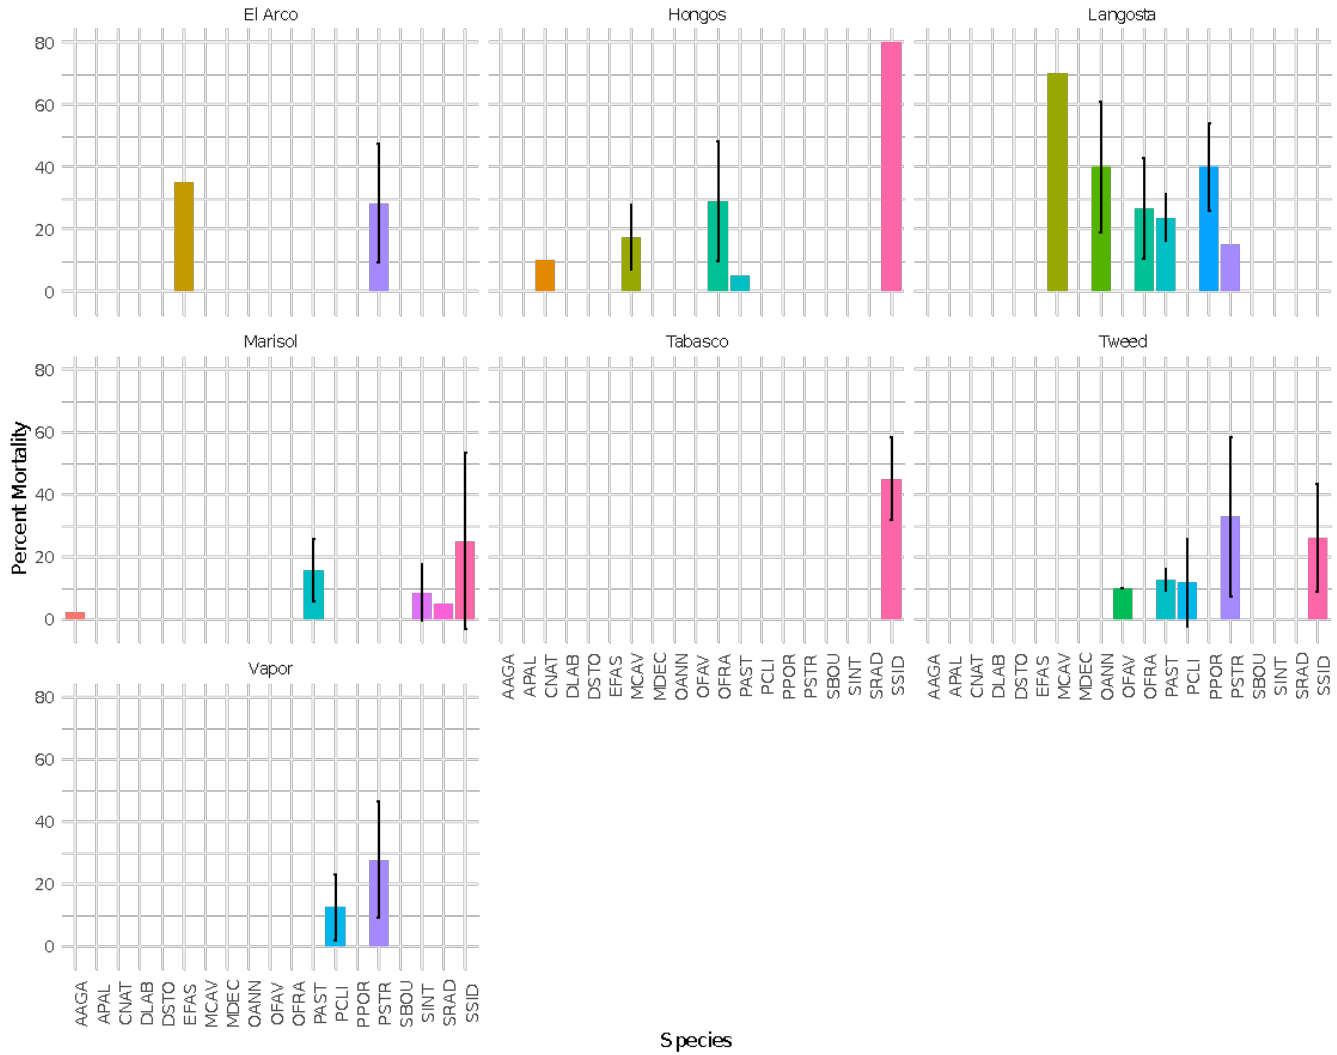 El Arco
Hongos
Langosta
80
60
40
20
0
Marisol
Tabasco
Tweed
80
60
40
20
0
Percent Mortality
AAGA APAL CNAT DLAB DSTO EFAS MCAV MDEC OANN OFAV OFRA PAST PCLI PPOR PSTR SBOU SINT SRAD SSID
AAGA APAL CNAT DLAB DSTO EFAS MCAV MDEC OANN OFAV OFRA PAST PCLI PPOR PSTR SBOU SINT SRAD SSID
Vapor
80
60
40
20
0
AAGA APAL CNAT DLAB DSTO EFAS MCAV MDEC OANN OFAV OFRA PAST PCLI PPOR PSTR SBOU SINT SRAD SSID
Species